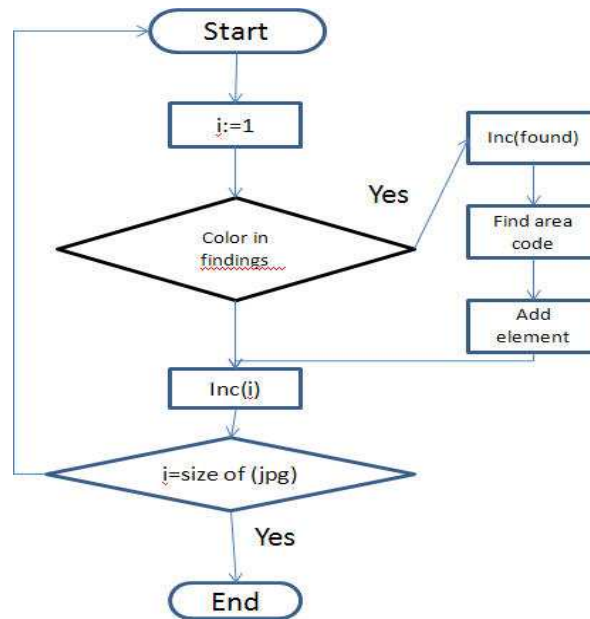 Start
i:=1
Color in
findings
Yes
Inc(found)
Find area
code
Add
element
Inc(i)
i=size of (jpg)
Yes
End